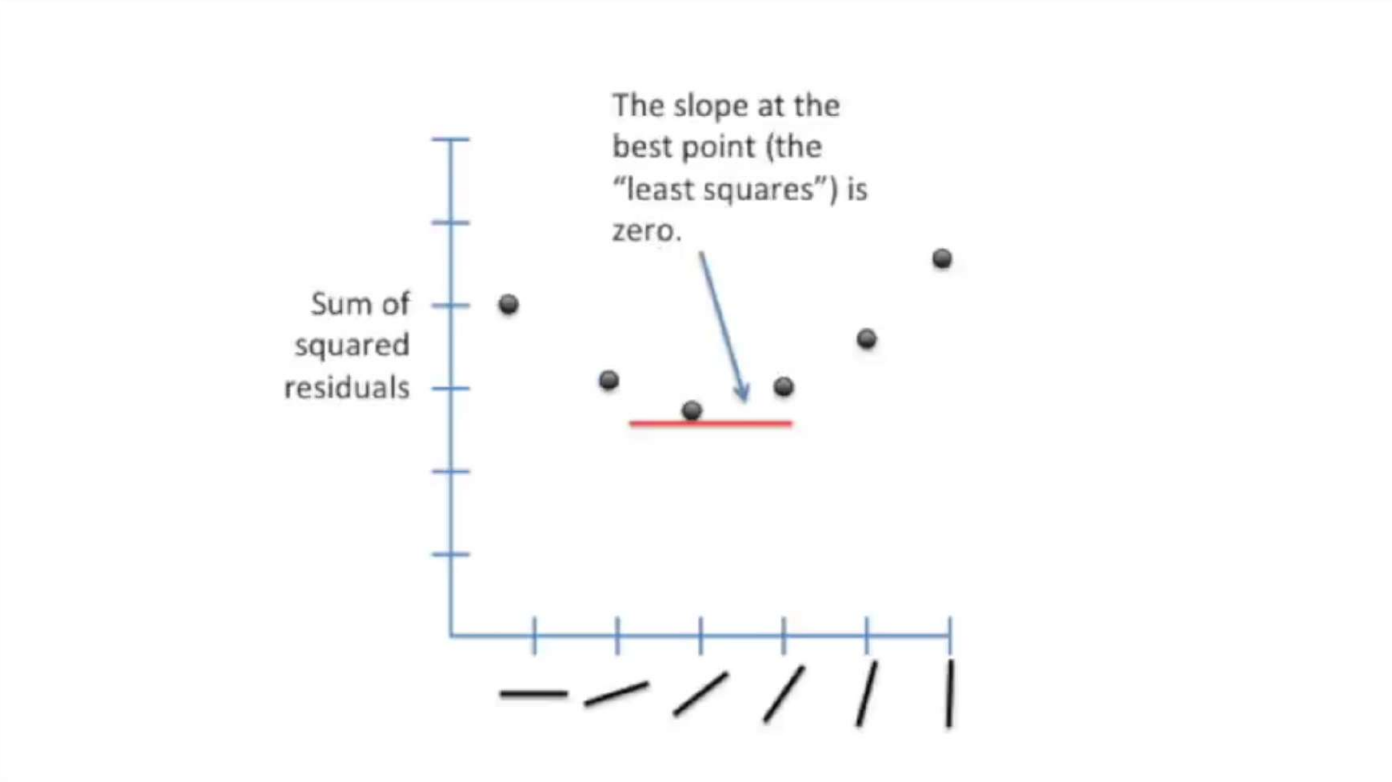 The slope at the
best point (the
“least squares”) is
zero.
Sum of
squared
residuals